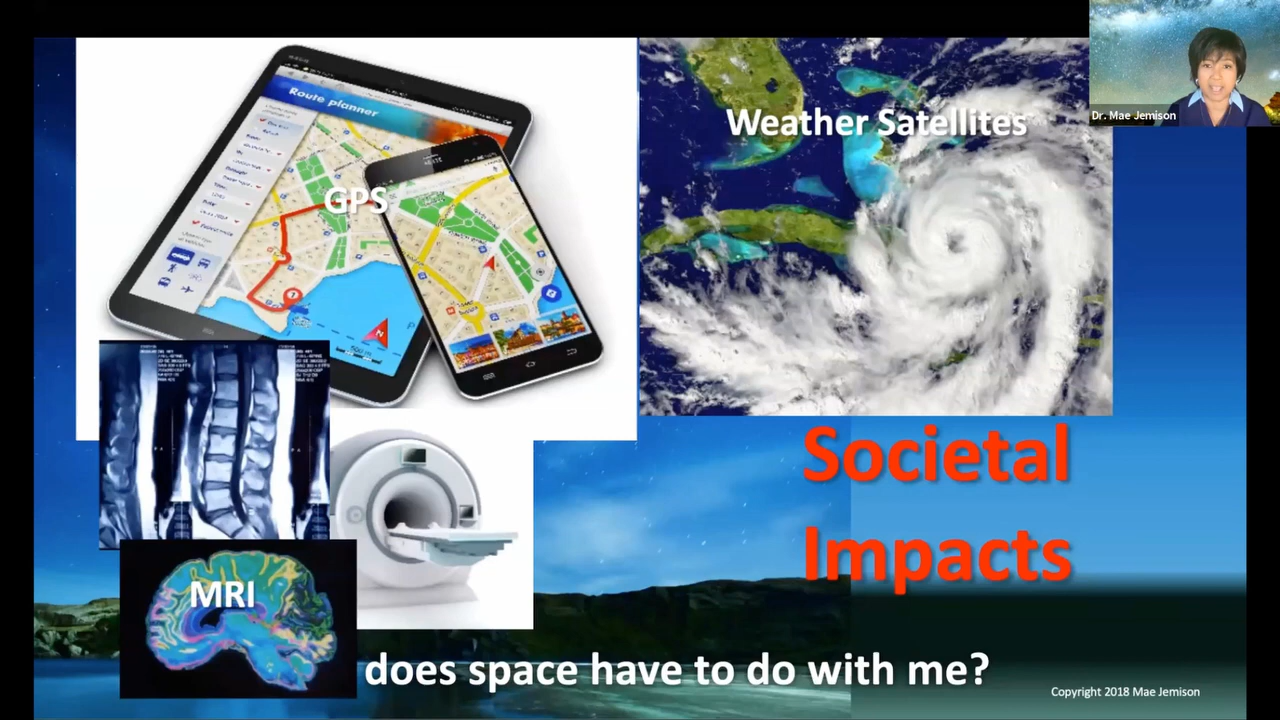 Route planner
GPS
Weather Satellites
Dr. Mae Jemison
Societal
Impacts
MRI
does space have to do with me?
Copyright 2018 Mae Jemison